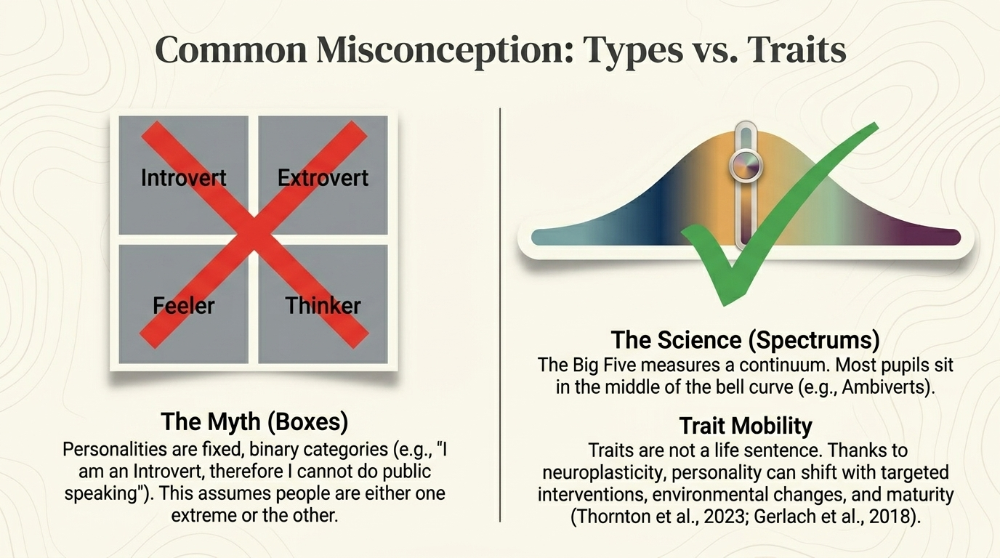 Common Misconception: Types vs. Traits
Introvert
Extrovert
Feeler
Thinker
The Myth (Boxes)
Personalities are fixed, binary categories (e.g., "I
am an Introvert, therefore I cannot do public
speaking"). This assumes people are either one
extreme or the other.
The Science (Spectrums)
The Big Five measures a continuum. Most pupils sit
in the middle of the bell curve (e.g., Ambiverts).
Trait Mobility
Traits are not a life sentence. Thanks to
neuroplasticity, personality can shift with targeted
interventions, environmental changes, and maturity
(Thornton et al., 2023; Gerlach et al., 2018).